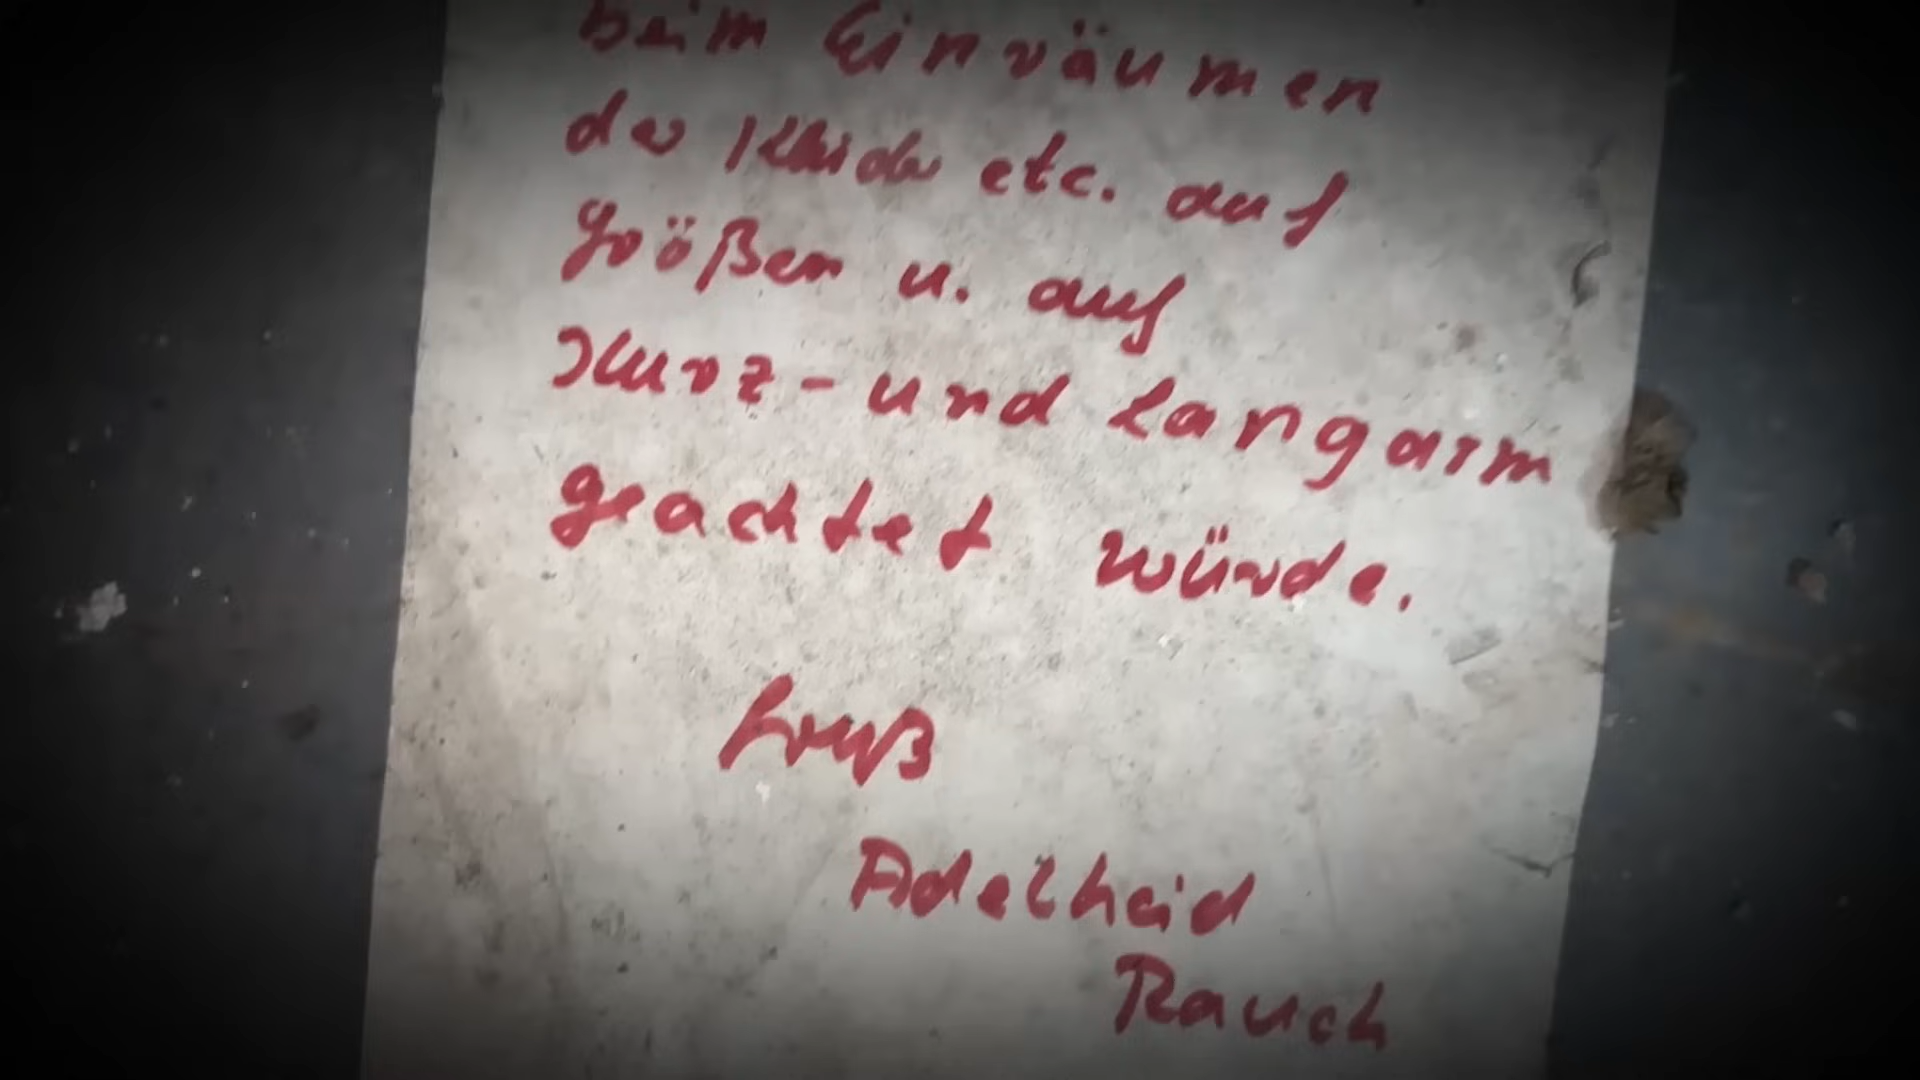 beim Einräumen
der Kleider etc. auf
Größen u. auf
Kurz- und Langarm
geachtet würde.
Gruß
Adelheid
Rauch